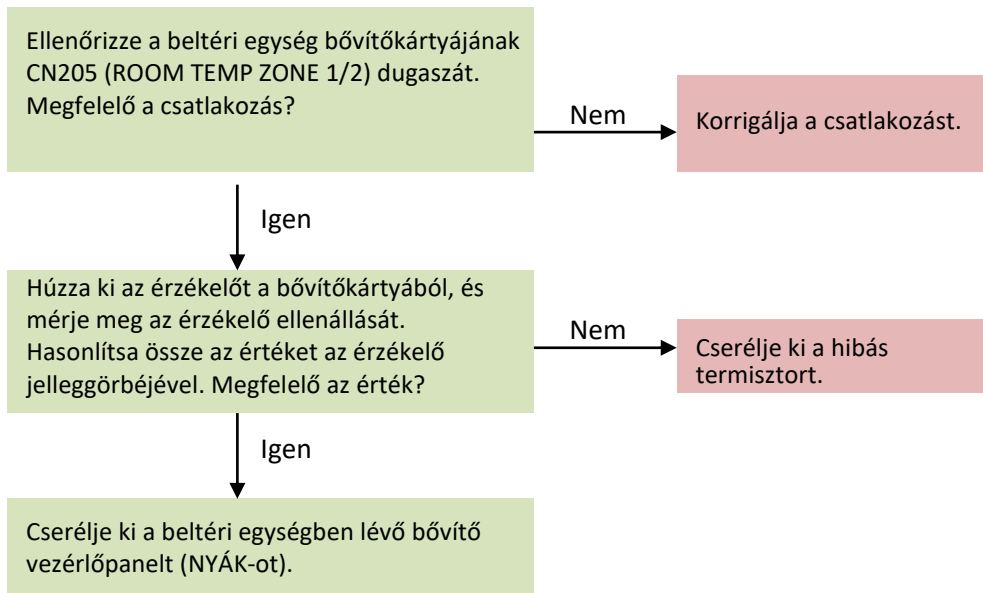 Ellenőrizze a beltéri egység bővítőkártyájának
CN205 (ROOM TEMP ZONE 1/2) dugaszát.
Megfelelő a csatlakozás?
Nem
Korrigálja a csatlakozást.
Igen
Húzza ki az érzékelőt a bővítőkártyából, és
mérje meg az érzékelő ellenállását.
Hasonlítsa össze az értéket az érzékelő
jelleggörbéjével. Megfelelő az érték?
Nem
Cserélje ki a hibás
termisztort.
Igen
Cserélje ki a beltéri egységben lévő bővítő
vezérlőpanelt (NYÁK-ot).